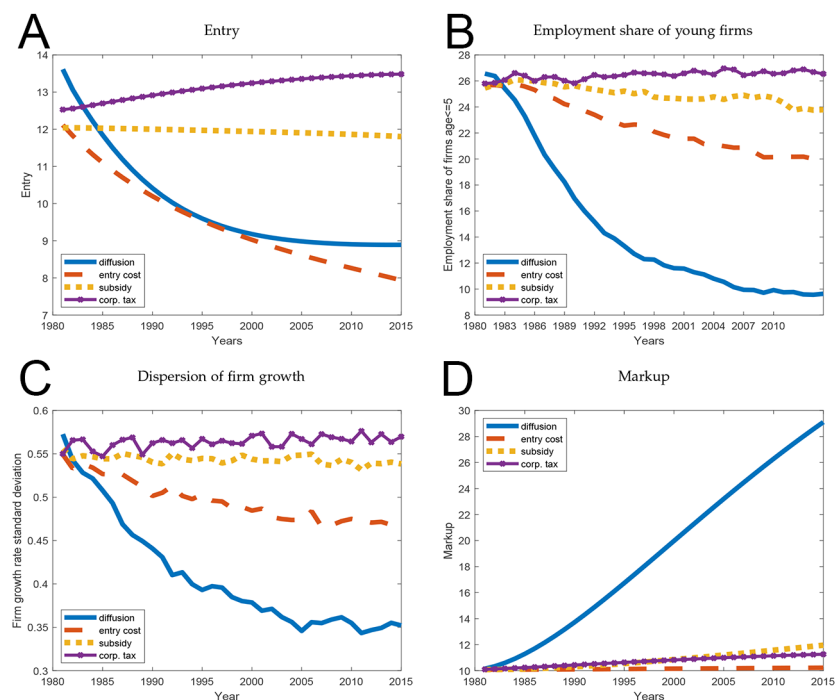 A
Entry
14
13
12
11
10
9
8
7
Entry
diffusion
entry cost
subsidy
corp. tax
1980 1985 1990 1995 2000 2005 2010 2015
Years
B
Employment share of young firms
28
26
24
22
20
18
16
14
12
10
8
Employment share of firms age<=5
diffusion
entry cost
subsidy
corp. tax
1980 1983 1986 1989 1992 1995 1998 2001 2004 2007 2010
Years
C
Dispersion of firm growth
0.6
0.55
0.5
0.45
0.4
0.35
0.3
Firm growth rate standard deviation
diffusion
entry cost
subsidy
corp. tax
1980 1985 1990 1995 2000 2005 2010 2015
Year
D
Markup
30
28
26
24
22
20
18
16
14
12
10
Markup
diffusion
entry cost
subsidy
corp. tax
1980 1985 1990 1995 2000 2005 2010 2015
Years